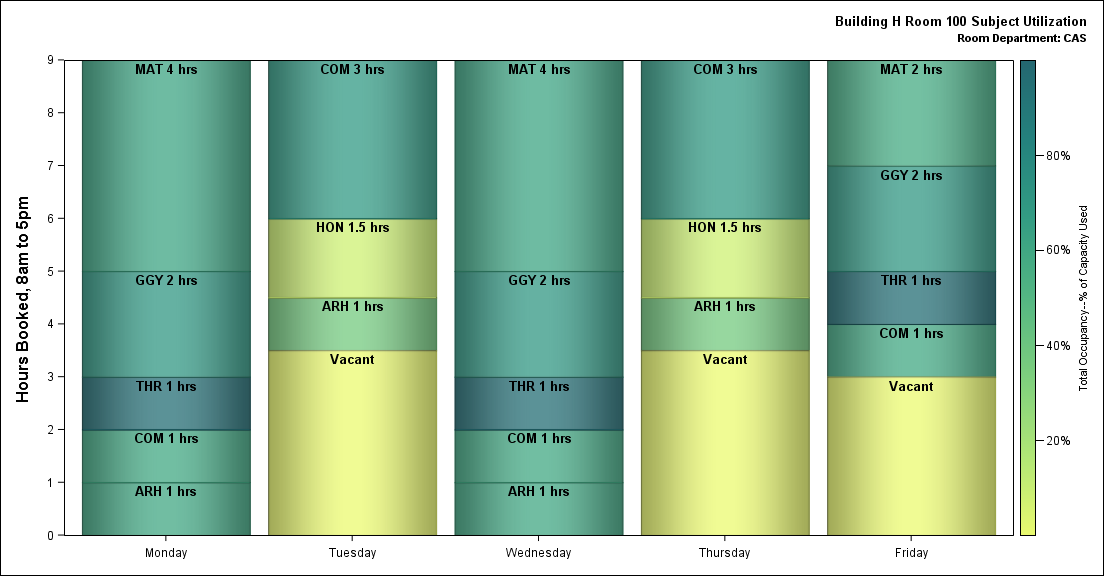 Building H Room 100 Subject Utilization
Room Department: CAS
Hours Booked, 8am to 5pm
9
8
7
6
5
4
3
2
1
0
MAT 4 hrs
GGY 2 hrs
THR 1 hrs
COM 1 hrs
ARH 1 hrs
Monday
COM 3 hrs
HON 1.5 hrs
ARH 1 hrs
Vacant
Tuesday
MAT 4 hrs
GGY 2 hrs
THR 1 hrs
COM 1 hrs
ARH 1 hrs
Wednesday
COM 3 hrs
HON 1.5 hrs
ARH 1 hrs
Vacant
Thursday
MAT 2 hrs
GGY 2 hrs
THR 1 hrs
COM 1 hrs
Vacant
Friday
80%
60%
40%
20%
Total Occupancy--% of Capacity Used